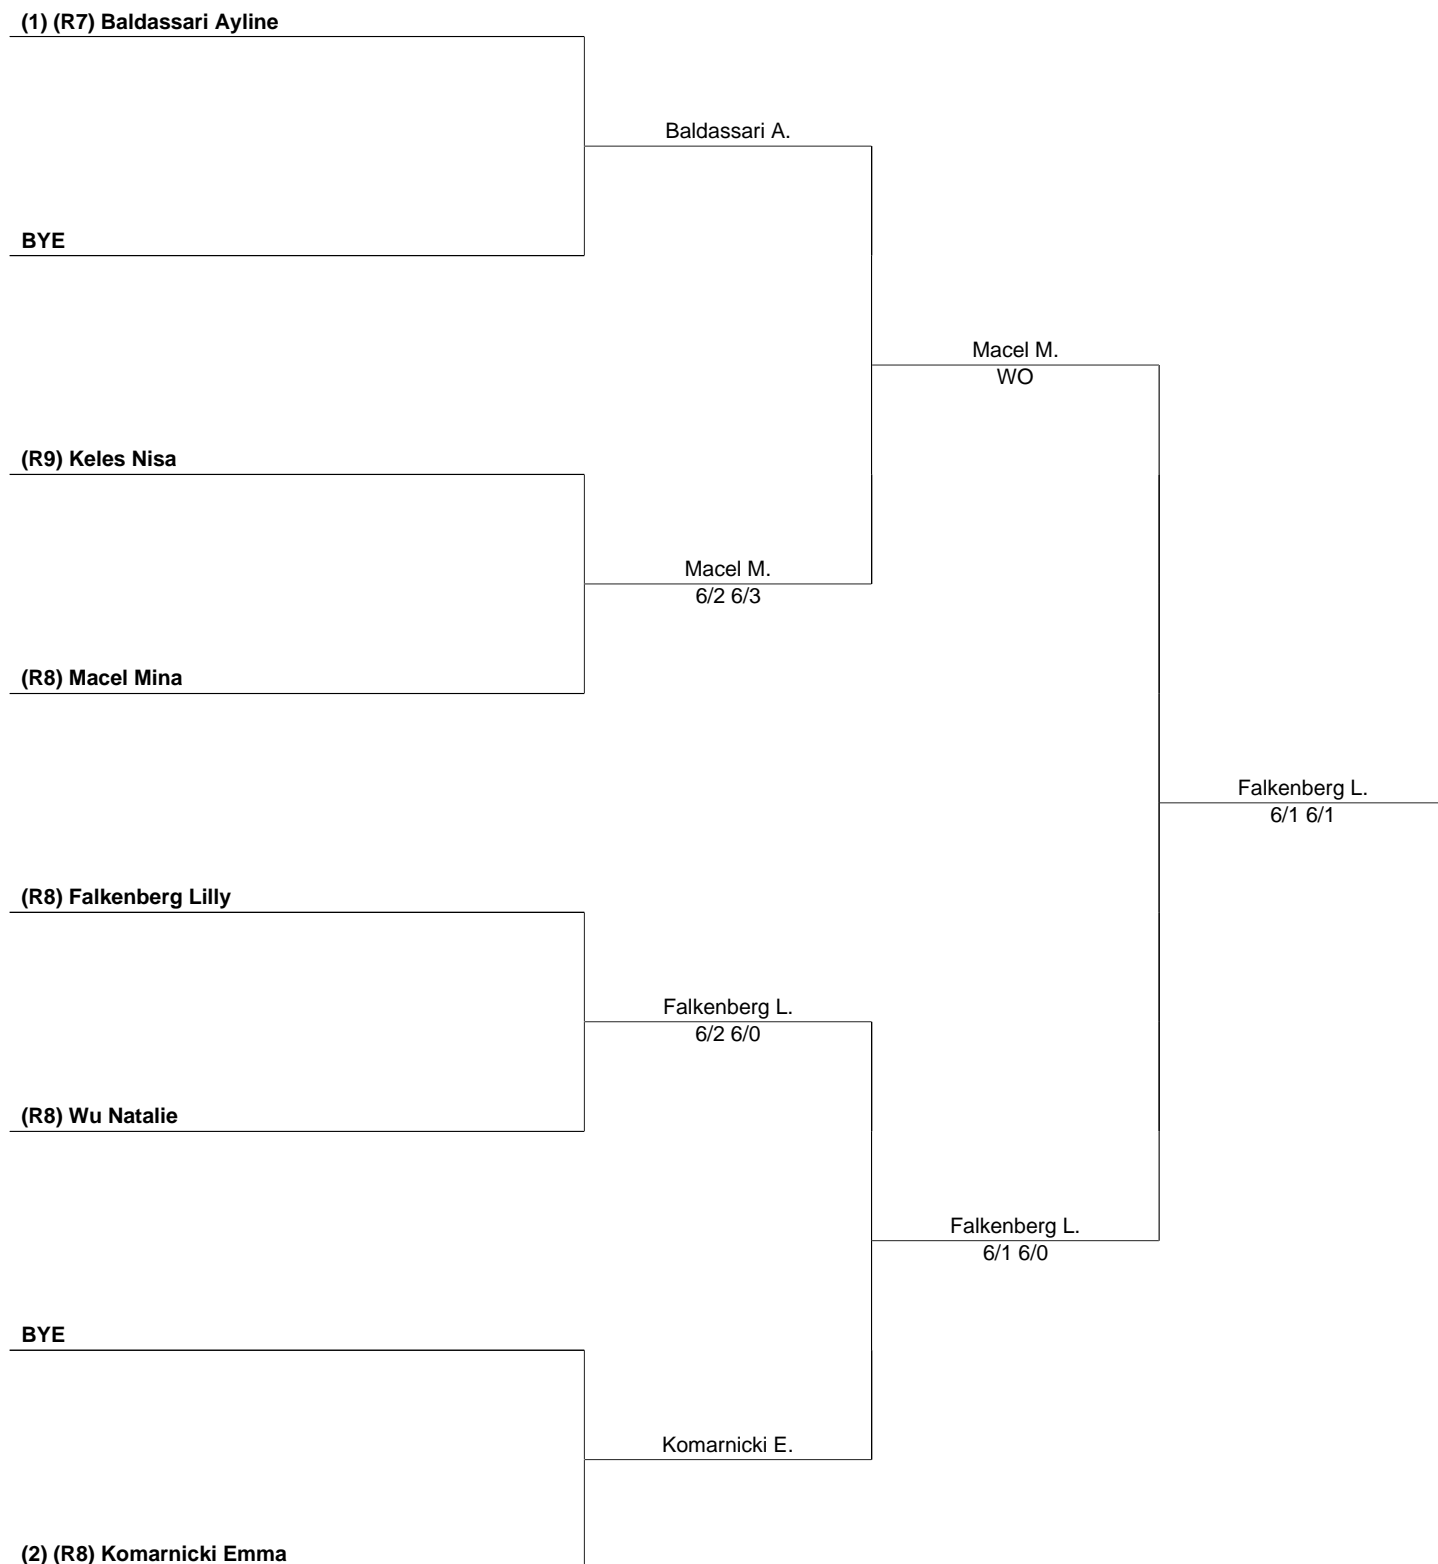 (1) (R7) Baldassari Ayline
Baldassari A.
BYE
Macel M.
WO
(R9) Keles Nisa
Macel M.
6/2 6/3
(R8) Macel Mina
Falkenberg L.
6/1 6/1
(R8) Falkenberg Lilly
Falkenberg L.
6/2 6/0
(R8) Wu Natalie
Falkenberg L.
6/1 6/0
BYE
Komarnicki E.
(2) (R8) Komarnicki Emma